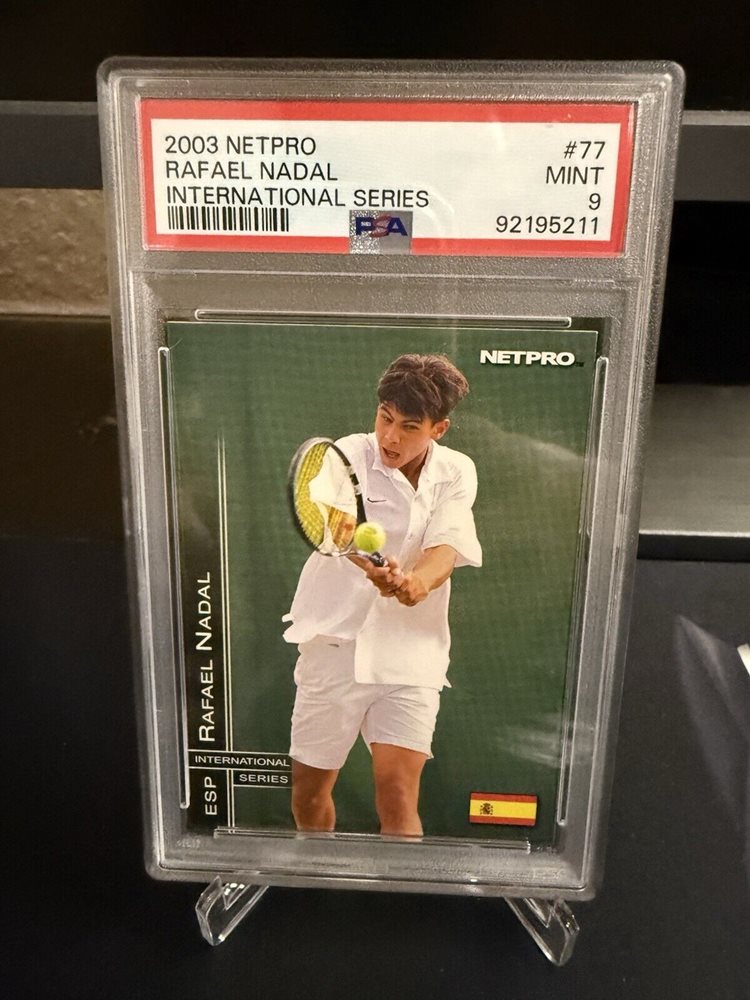 2003 NETPRO #77
RAFAEL NADAL MINT
INTERNATIONAL SERIES 9
PSA 92195211
NETPRO
ESP RAFAEL NADAL
INTERNATIONAL
SERIES